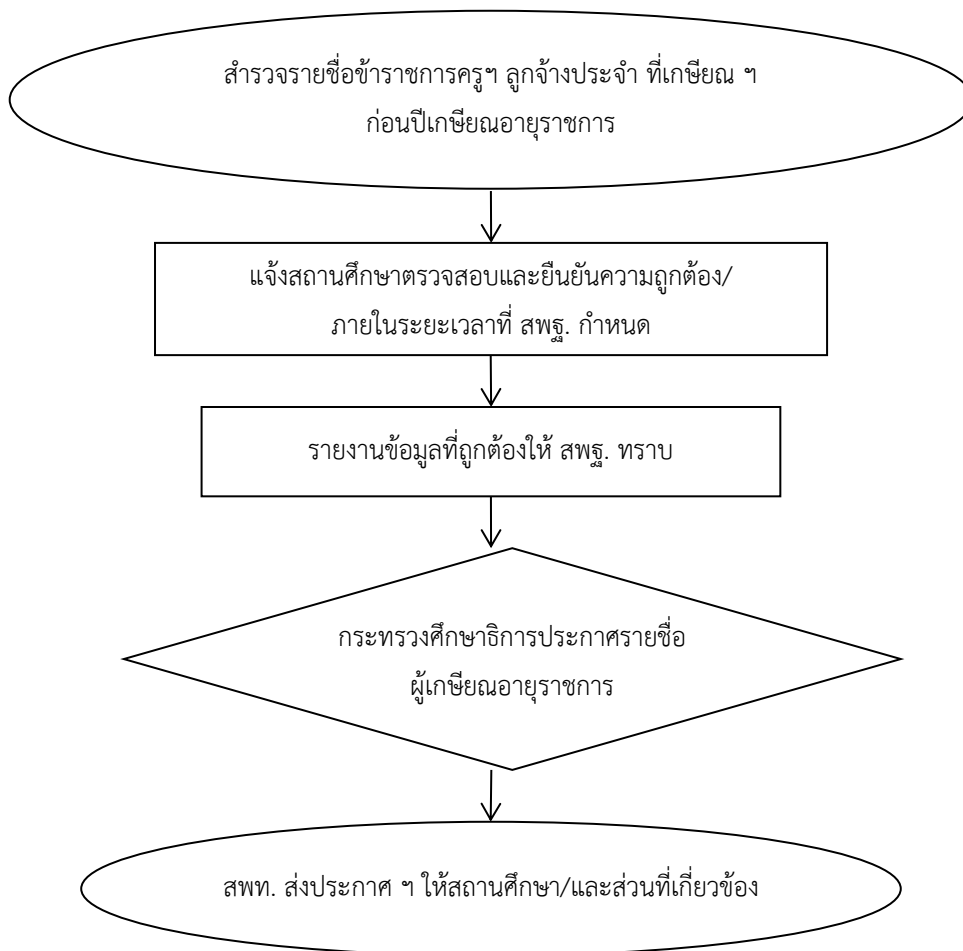 สำรวจรายชื่อข้าราชการครูฯ ลูกจ้างประจำ ที่เกษียณ ฯ
ก่อนปีเกษียณอายุราชการ
แจ้งสถานศึกษาตรวจสอบและยืนยันความถูกต้อง/
ภายในระยะเวลาที่ สพฐ. กำหนด
รายงานข้อมูลที่ถูกต้องให้ สพฐ. ทราบ
กระทรวงศึกษาธิการประกาศรายชื่อ
ผู้เกษียณอายุราชการ
สพท. ส่งประกาศ ฯ ให้สถานศึกษา/และส่วนที่เกี่ยวข้อง